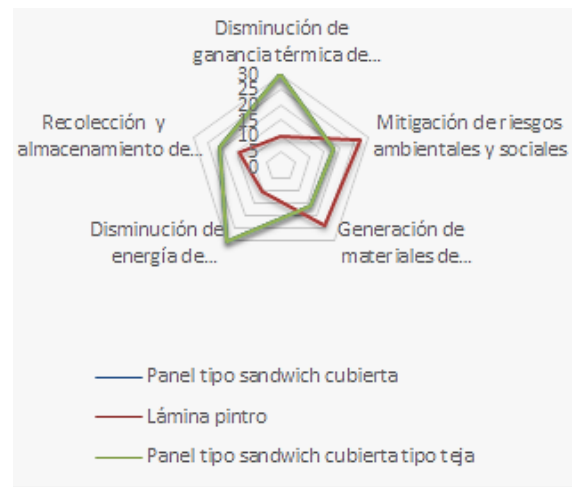 Disminución de
ganancia térmica de...
30
25
20
15
10
5
0
Mitigación de riesgos
ambientales y sociales
Generación de
materiales de...
Disminución de
energía de...
Recolección y
almacenamiento de...
Panel tipo sandwich cubierta
Lámina pintro
Panel tipo sandwich cubierta tipo teja